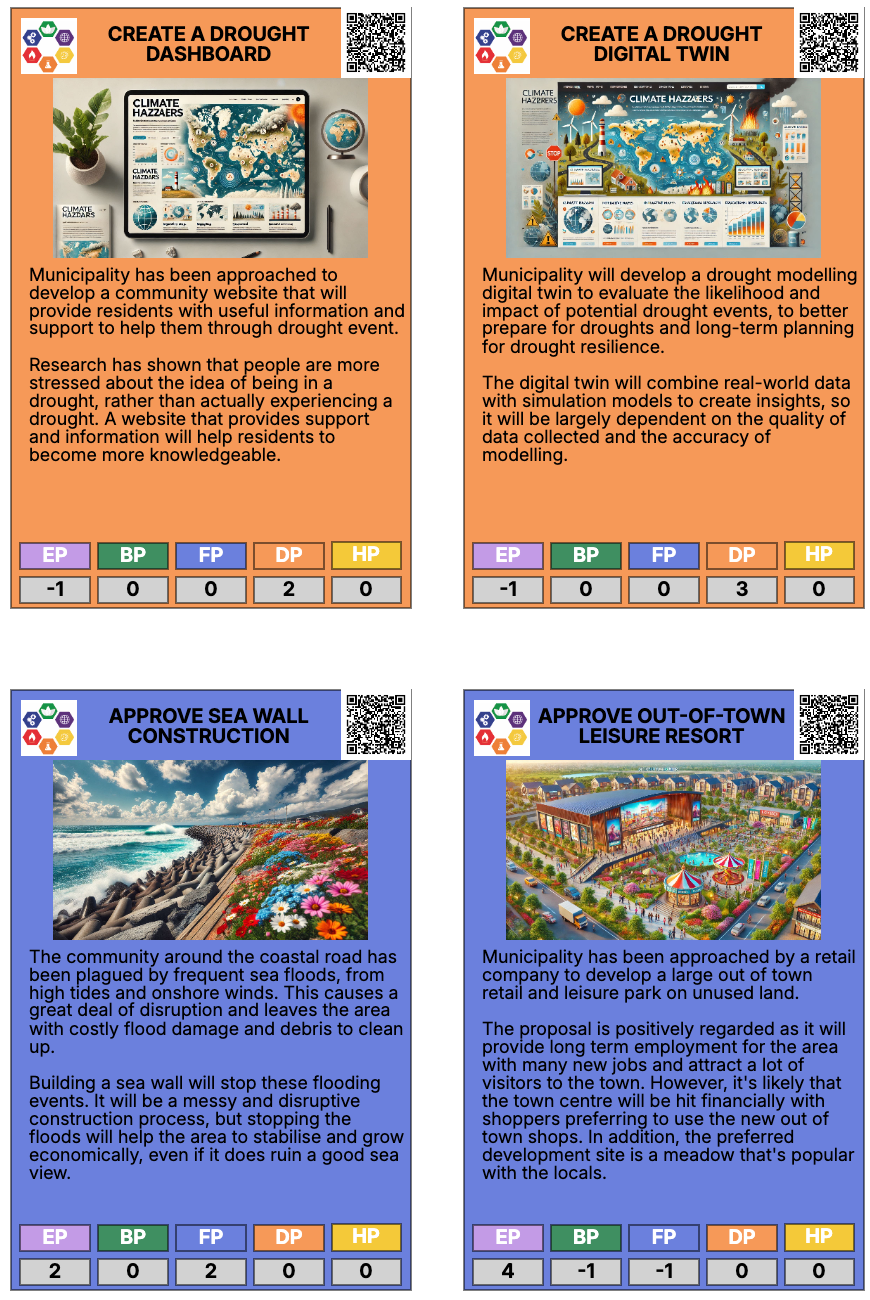 CREATE A DROUGHT
DASHBOARD
CLIMATE
HAZZAERS
CLIMATE
HAZZDARS
Municipality has been approached to
develop a community website that will
provide residents with useful information and
support to help them through drought event.
Research has shown that people are more
stressed about the idea of being in a
drought, rather than actually experiencing a
drought. A website that provides support
and information will help residents to
become more knowledgeable.
EP BP FP DP HP
-1 0 0 2 0
CREATE A DROUGHT
DIGITAL TWIN
CLIMATE HAZZLERS
STOP
Municipality will develop a drought modelling
digital twin to evaluate the likelihood and
impact of potential drought events, to better
prepare for droughts and long-term planning
for drought resilience.
The digital twin will combine real-world data
with simulation models to create insights, so
it will be largely dependent on the quality of
data collected and the accuracy of
modelling.
EP BP FP DP HP
-1 0 0 3 0
APPROVE SEA WALL
CONSTRUCTION
The community around the coastal road has
been plagued by frequent sea floods, from
high tides and onshore winds. This causes a
great deal of disruption and leaves the area
with costly flood damage and debris to clean
up.
Building a sea wall will stop these flooding
events. It will be a messy and disruptive
construction process, but stopping the
floods will help the area to stabilise and grow
economically, even if it does ruin a good sea
view.
EP BP FP DP HP
2 0 2 0 0
APPROVE OUT-OF-TOWN
LEISURE RESORT
Municipality has been approached by a retail
company to develop a large out of town
retail and leisure park on unused land.
The proposal is positively regarded as it will
provide long term employment for the area
with many new jobs and attract a lot of
visitors to the town. However, it's likely that
the town centre will be hit financially with
shoppers preferring to use the new out of
town shops. In addition, the preferred
development site is a meadow that's popular
with the locals.
EP BP FP DP HP
4 -1 -1 0 0